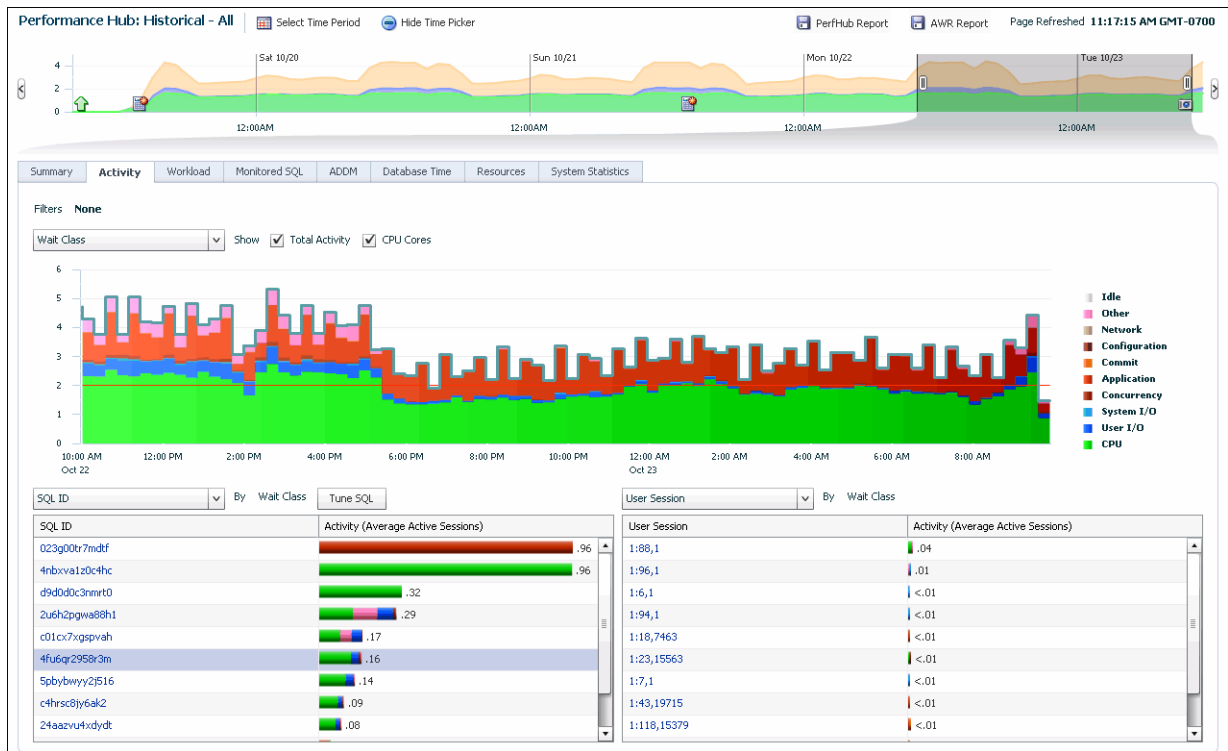 Performance Hub: Historical - All Select Time Period Hide Time Picker PerfHub Report AWR Report Page Refreshed 11:17:15 AM GMT-0700
Sat 10/20 Sun 10/21 Mon 10/22 Tue 10/23
4
2
0
12:00AM 12:00AM 12:00AM 12:00AM
Summary Activity Workload Monitored SQL ADDM Database Time Resources System Statistics
Filters None
Wait Class Show Total Activity CPU Cores
6
5
4
3
2
1
0
10:00 AM 12:00 PM 2:00 PM 4:00 PM 6:00 PM 8:00 PM 10:00 PM 12:00 AM 2:00 AM 4:00 AM 6:00 AM 8:00 AM
Oct 22 Oct 23
Idle
Other
Network
Configuration
Commit
Application
Concurrency
System I/O
User I/O
CPU
SQL ID By Wait Class Tune SQL
SQL ID Activity (Average Active Sessions)
023g00tr7mdtf .96
4nbxva1z0c4hc .96
d9d0d0c3nmrt0 .32
2u6h2pgwa88h1 .29
c01cx7xgspvah .17
4fu6qr2958r3m .16
5pbybwyy2j516 .14
c4hrsc8jy6ak2 .09
24aazvu4xdydt .08
User Session By Wait Class
User Session Activity (Average Active Sessions)
1:88,1 .04
1:96,1 .01
1:6,1 <.01
1:94,1 <.01
1:18,7463 <.01
1:23,15563 <.01
1:7,1 <.01
1:43,19715 <.01
1:118,15379 <.01